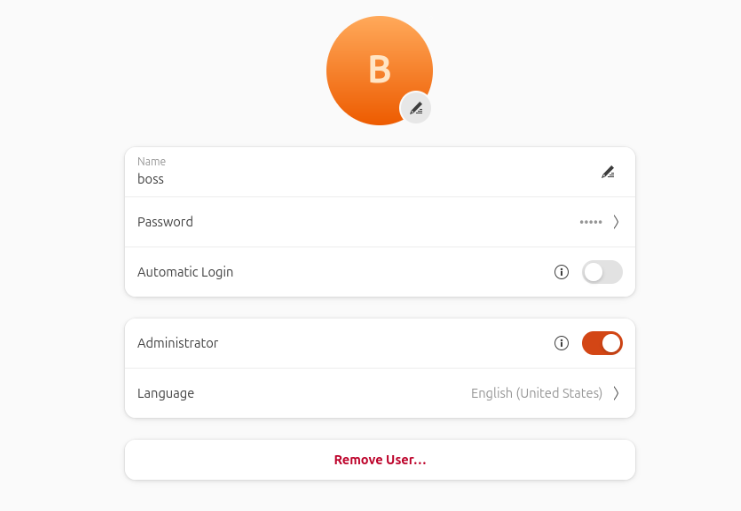 B
Name
boss
Password
•••••
Automatic Login
Administrator
Language English (United States)
Remove User...